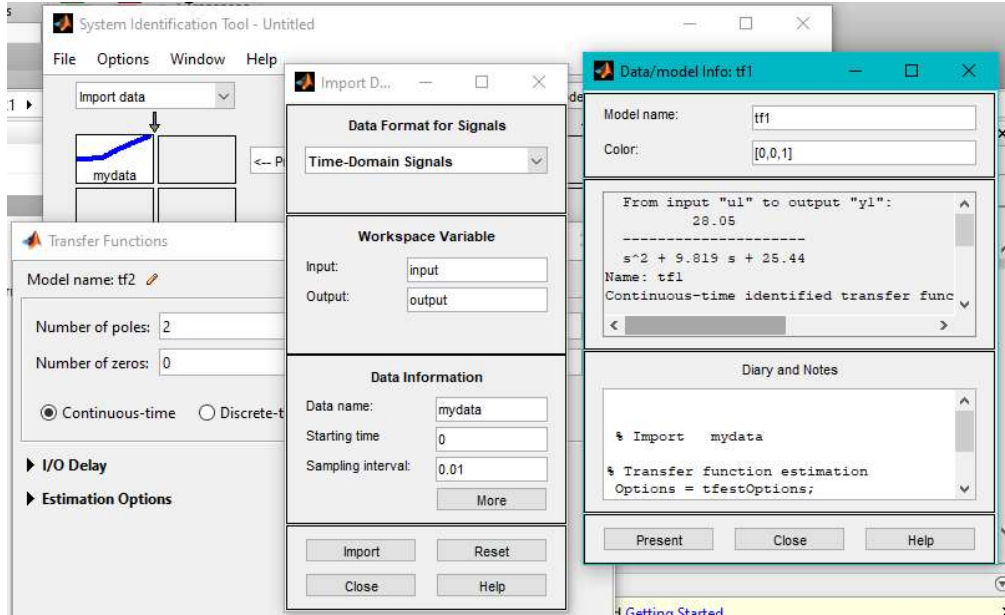 System Identification Tool - Untitled
File Options Window Help
Import data
mydata
<-- P
Import D...
Data Format for Signals
Time-Domain Signals
Workspace Variable
Input: input
Output: output
Data Information
Data name: mydata
Starting time 0
Sampling interval: 0.01
More
Import Reset
Close Help
Transfer Functions
Model name: tf2
Number of poles: 2
Number of zeros: 0
Continuous-time Discrete-t
I/O Delay
Estimation Options
Data/model Info: tf1
Model name: tf1
Color: [0,0,1]
From input "u1" to output "y1":
28.05
----------------------
s^2 + 9.819 s + 25.44
Name: tf1
Continuous-time identified transfer func
Diary and Notes
% Import mydata
% Transfer function estimation
Options = tfestOptions;
Present Close Help
Getting Started